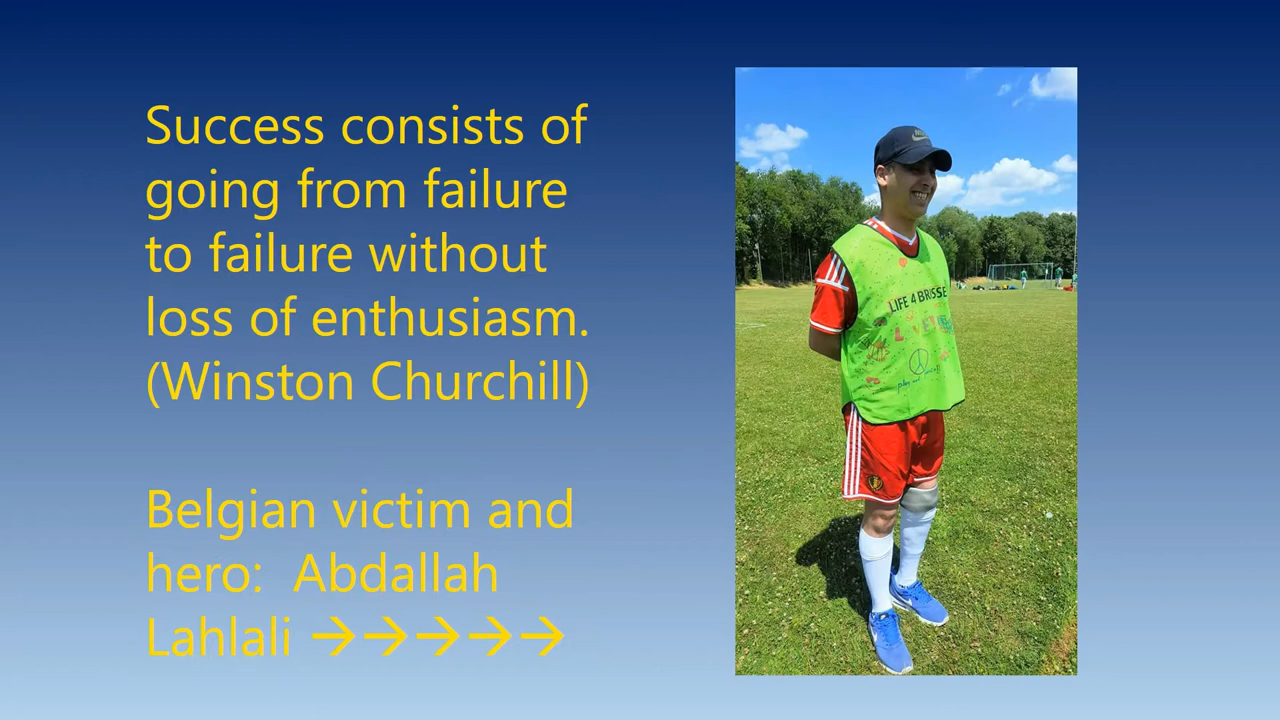 Success consists of
going from failure
to failure without
loss of enthusiasm.
(Winston Churchill)
Belgian victim and
hero: Abdallah
Lahlali →→→→→
LIFE 4 BRUSSE